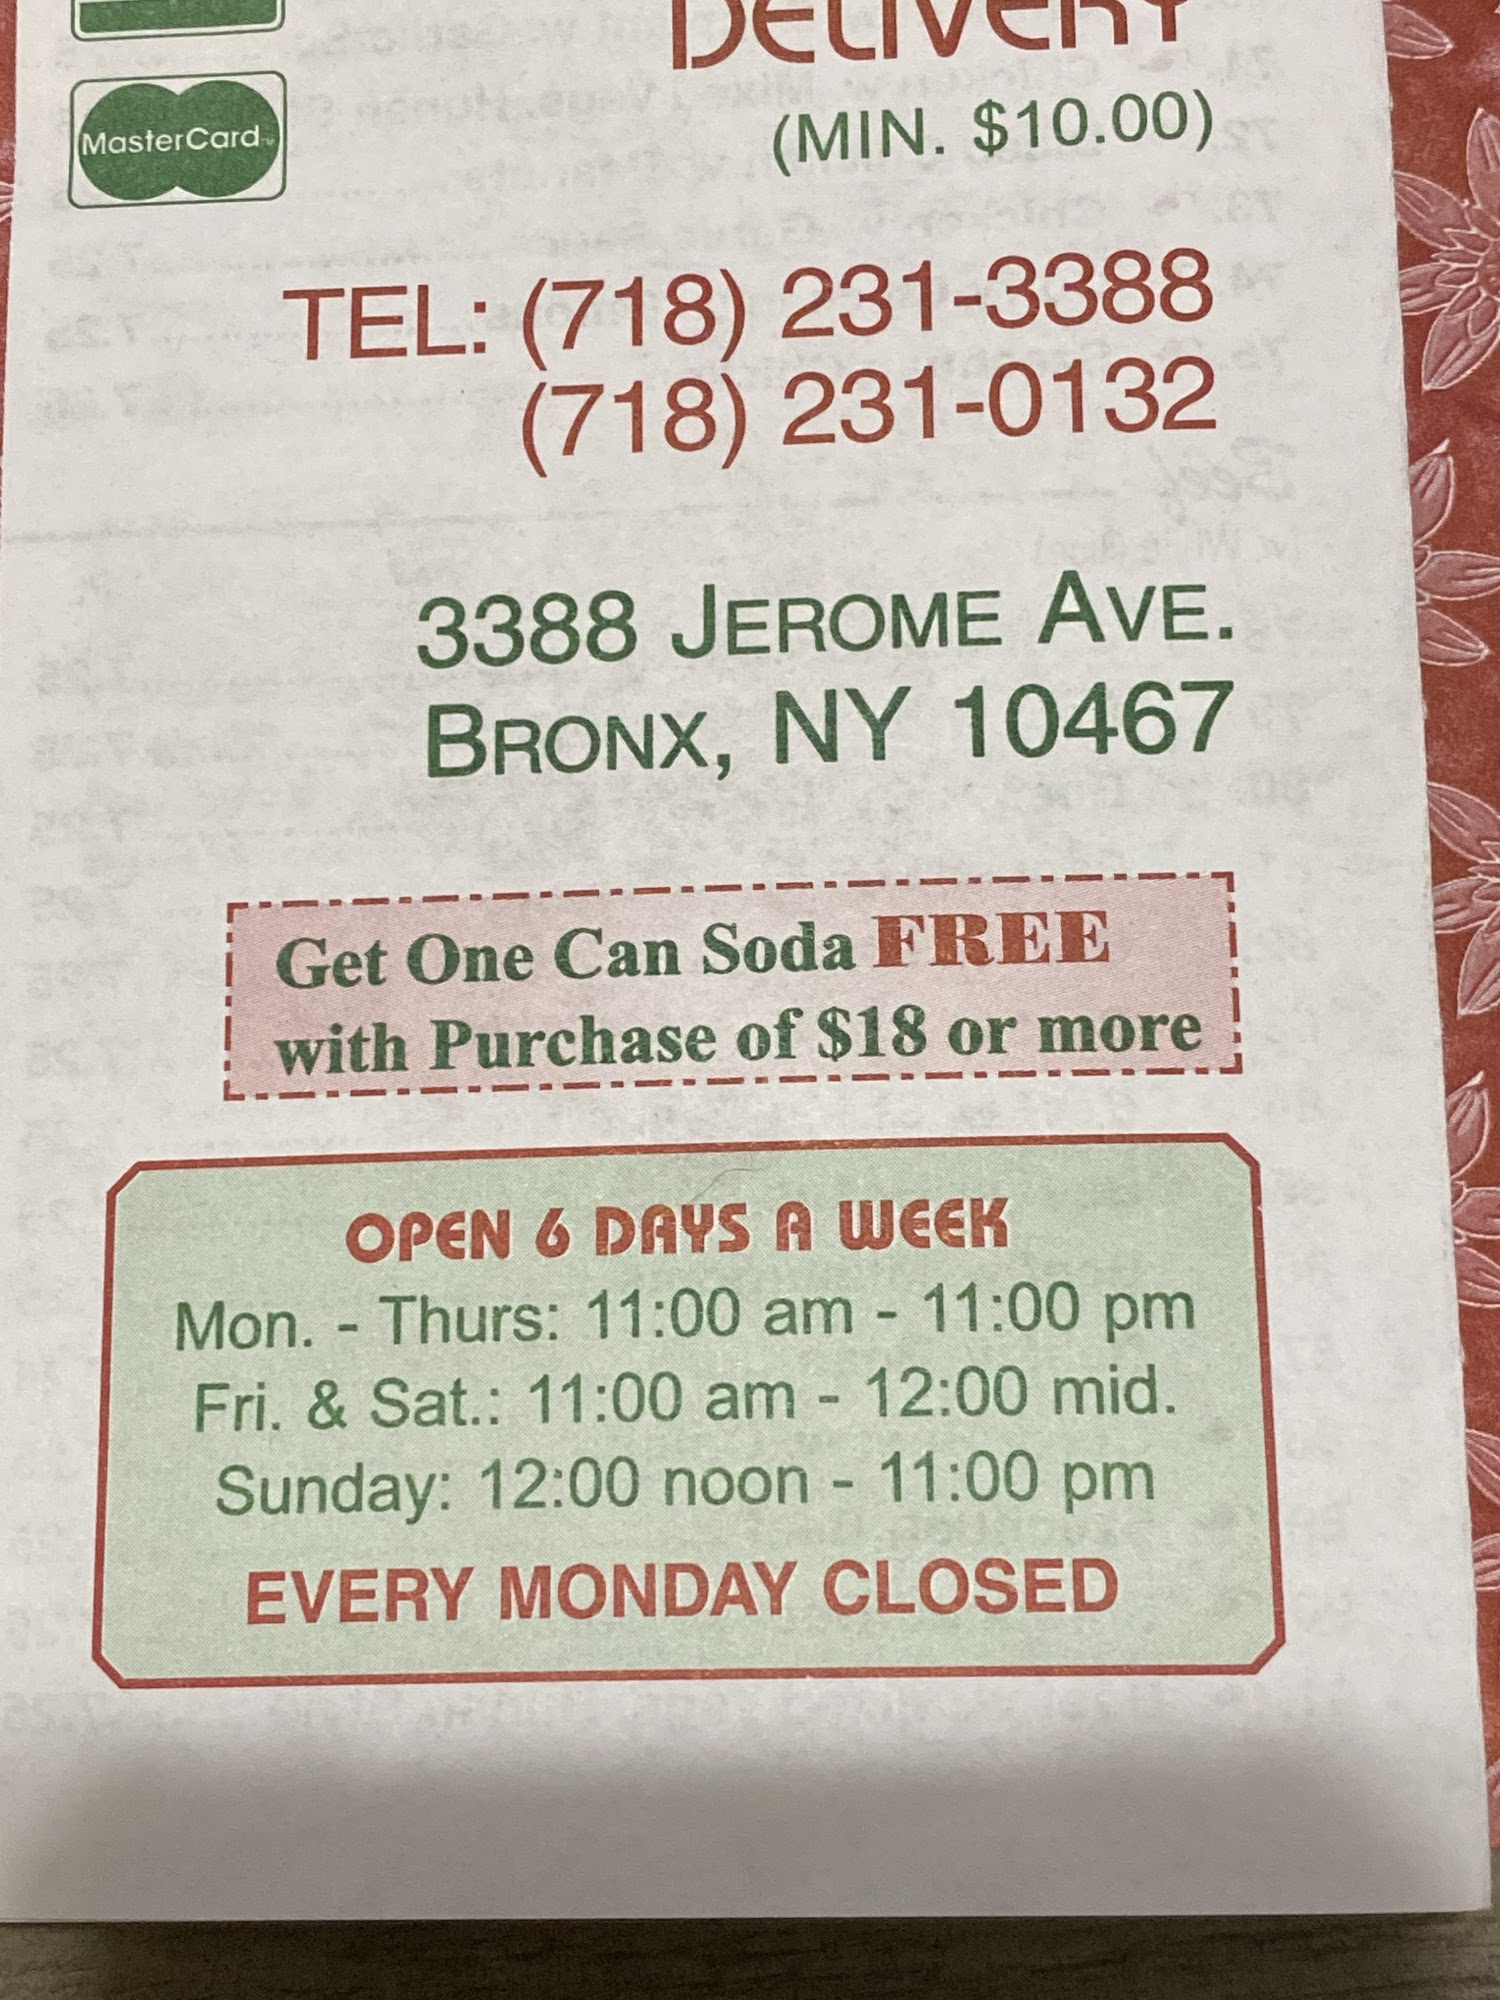 DELIVERY
(MIN. $10.00)
MasterCard
TEL: (718) 231-3388
(718) 231-0132
3388 JEROME AVE.
BRONX, NY 10467
Get One Can Soda FREE
with Purchase of $18 or more
OPEN 6 DAYS A WEEK
Mon. - Thurs: 11:00 am - 11:00 pm
Fri. & Sat.: 11:00 am - 12:00 mid.
Sunday: 12:00 noon - 11:00 pm
EVERY MONDAY CLOSED